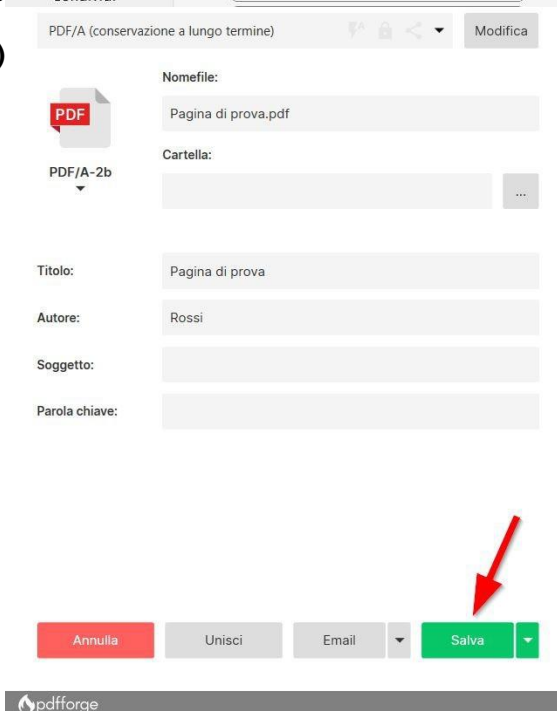 PDF/A (conservazione a lungo termine)
Modifica
Nomefile:
PDF
Pagina di prova.pdf
Cartella:
PDF/A-2b
...
Titolo:
Pagina di prova
Autore:
Rossi
Soggetto:
Parola chiave:
Annulla
Unisci
Email
Salva
pdfforge